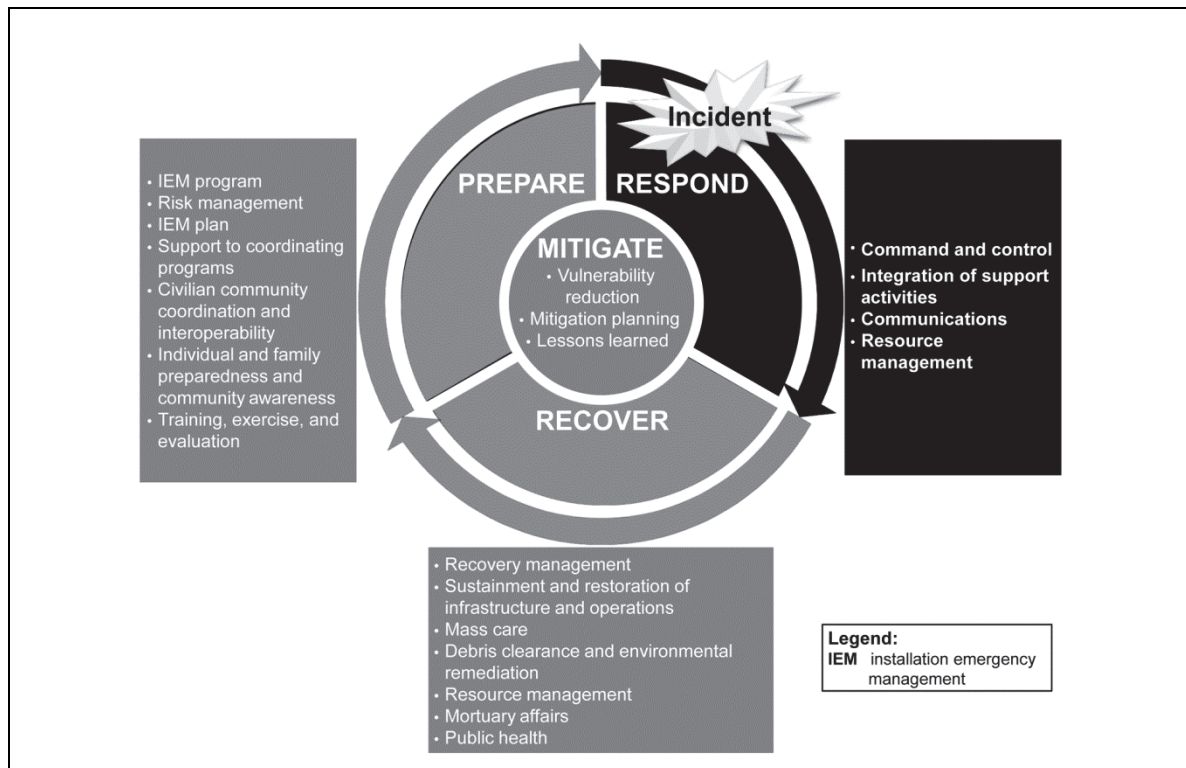 Incident
PREPARE
RESPOND
MITIGATE
• Vulnerability
reduction
• Mitigation planning
• Lessons learned
RECOVER
• IEM program
• Risk management
• IEM plan
• Support to coordinating
programs
• Civilian community
coordination and
interoperability
• Individual and family
preparedness and
community awareness
• Training, exercise, and
evaluation
• Command and control
• Integration of support
activities
• Communications
• Resource
management
• Recovery management
• Sustainment and restoration of
infrastructure and operations
• Mass care
• Debris clearance and environmental
remediation
• Resource management
• Mortuary affairs
• Public health
Legend:
IEM installation emergency
management